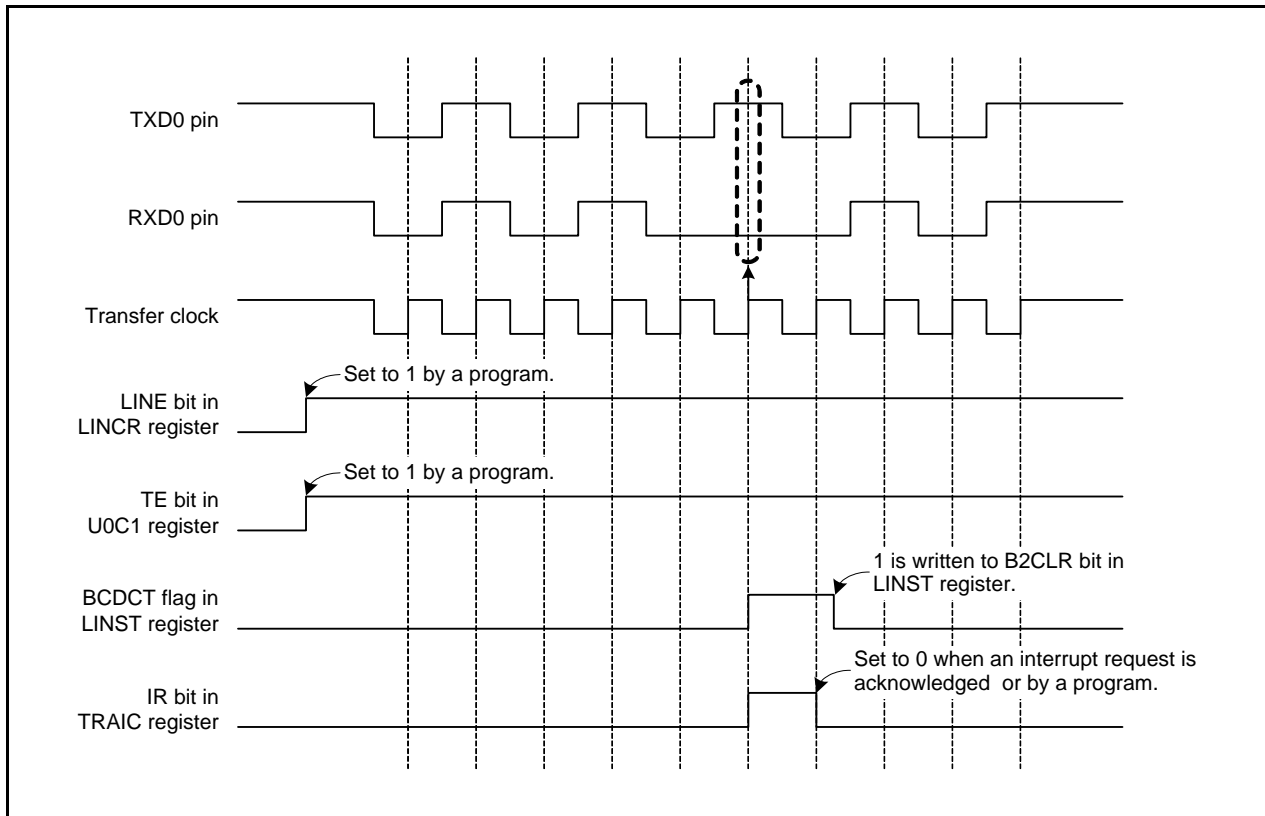 TXD0 pin
RXD0 pin
Transfer clock
Set to 1 by a program.
LINE bit in
LINCR register
Set to 1 by a program.
TE bit in
U0C1 register
1 is written to B2CLR bit in
LINST register.
BCDCT flag in
LINST register
Set to 0 when an interrupt request is
acknowledged or by a program.
IR bit in
TRAIC register